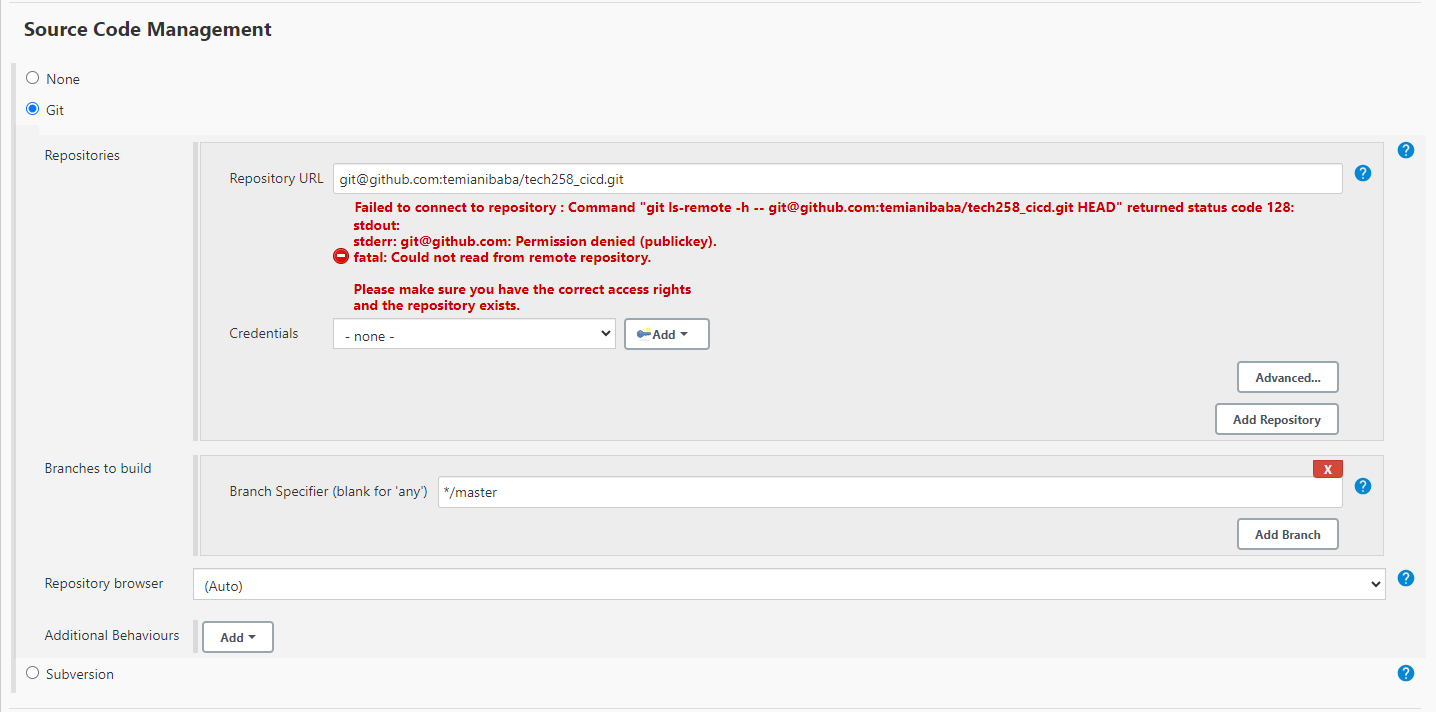 Source Code Management
None
Git
Repositories
?
Repository URL git@github.com:temianibaba/tech258_cicd.git ?
Failed to connect to repository : Command "git ls-remote -h -- git@github.com:temianibaba/tech258_cicd.git HEAD" returned status code 128:
stdout:
stderr: git@github.com: Permission denied (publickey).
fatal: Could not read from remote repository.
Please make sure you have the correct access rights
and the repository exists.
Credentials - none - Add
Advanced...
Add Repository
Branches to build
X
Branch Specifier (blank for 'any') */master ?
Add Branch
Repository browser (Auto) ?
Additional Behaviours Add
Subversion ?